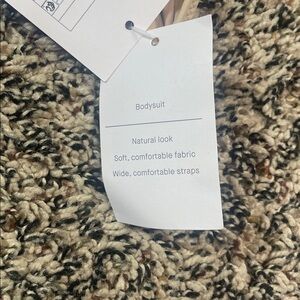 Bodysuit
Natural look
Soft, comfortable fabric
Wide, comfortable straps